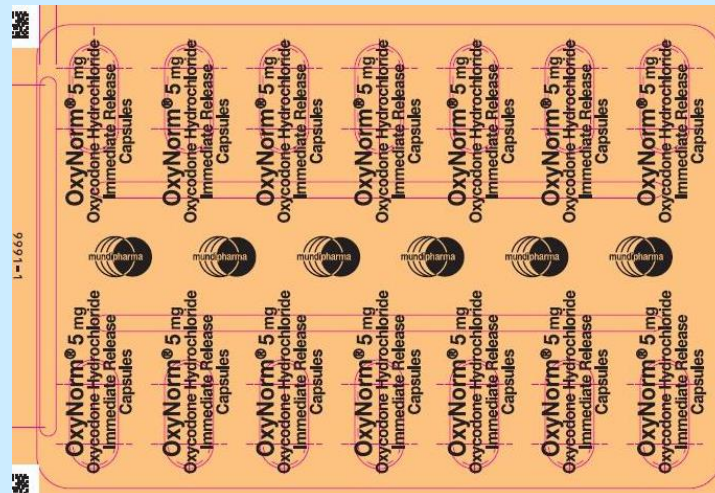 OxyNorm® 5 mg
Oxycodone Hydrochloride
Immediate Release
Capsules
OxyNorm® 5 mg
Oxycodone Hydrochloride
Immediate Release
Capsules
OxyNorm® 5 mg
Oxycodone Hydrochloride
Immediate Release
Capsules
OxyNorm® 5 mg
Oxycodone Hydrochloride
Immediate Release
Capsules
OxyNorm® 5 mg
Oxycodone Hydrochloride
Immediate Release
Capsules
OxyNorm® 5 mg
Oxycodone Hydrochloride
Immediate Release
Capsules
OxyNorm® 5 mg
Oxycodone Hydrochloride
Immediate Release
Capsules
mundipharma
mundipharma
mundipharma
mundipharma
mundipharma
mundipharma
OxyNorm® 5 mg
Oxycodone Hydrochloride
Immediate Release
Capsules
OxyNorm® 5 mg
Oxycodone Hydrochloride
Immediate Release
Capsules
OxyNorm® 5 mg
Oxycodone Hydrochloride
Immediate Release
Capsules
OxyNorm® 5 mg
Oxycodone Hydrochloride
Immediate Release
Capsules
OxyNorm® 5 mg
Oxycodone Hydrochloride
Immediate Release
Capsules
OxyNorm® 5 mg
Oxycodone Hydrochloride
Immediate Release
Capsules
OxyNorm® 5 mg
Oxycodone Hydrochloride
Immediate Release
Capsules